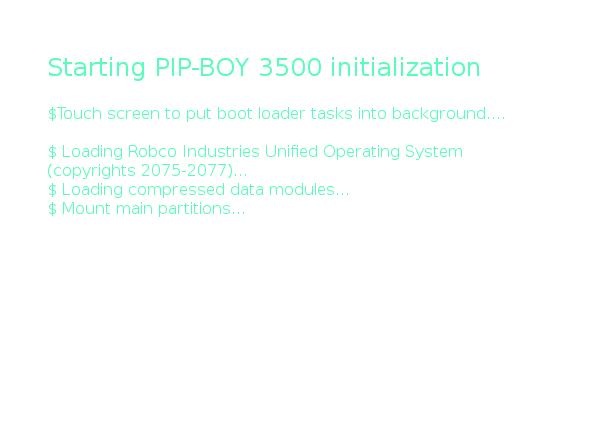 Starting PIP-BOY 3500 initialization
$Touch screen to put boot loader tasks into background....
$ Loading Robco Industries Unified Operating System
(copyrights 2075-2077)...
$ Loading compressed data modules...
$ Mount main partitions...